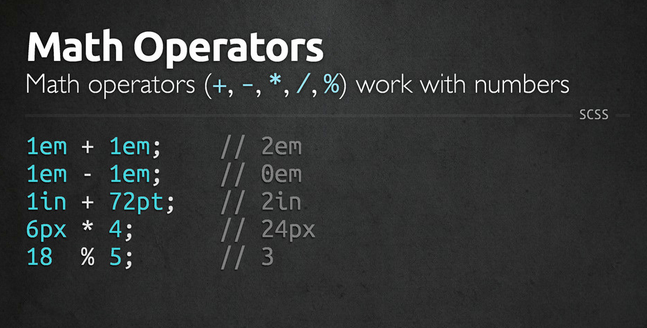 Math Operators
Math operators (+, -, *, /, %) work with numbers
SCSS
1em + 1em; // 2em
1em - 1em; // 0em
1in + 72pt; // 2in
6px * 4; // 24px
18 % 5; // 3